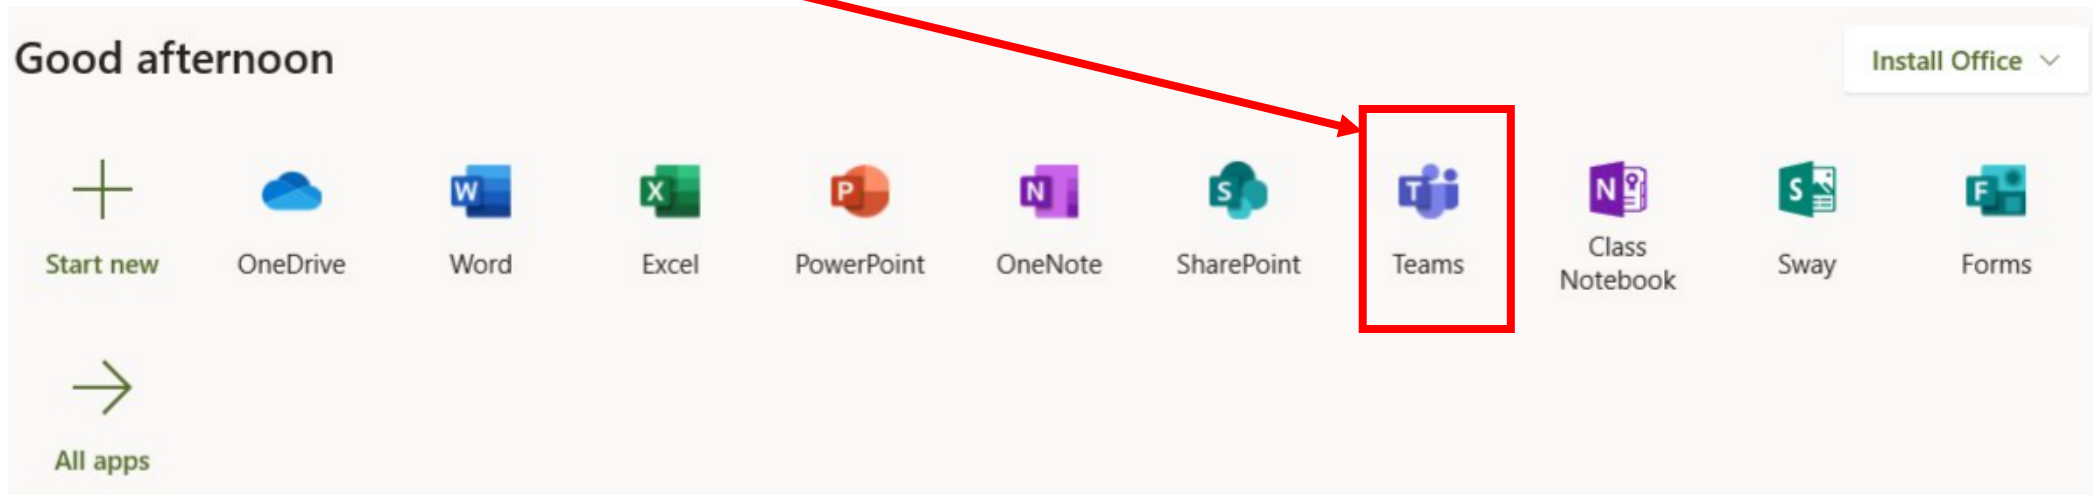 Good afternoon
Install Office
W
X
P
N
S
T
N
S
F
Start new
OneDrive
Word
Excel
PowerPoint
OneNote
SharePoint
Teams
Class
Notebook
Sway
Forms
All apps